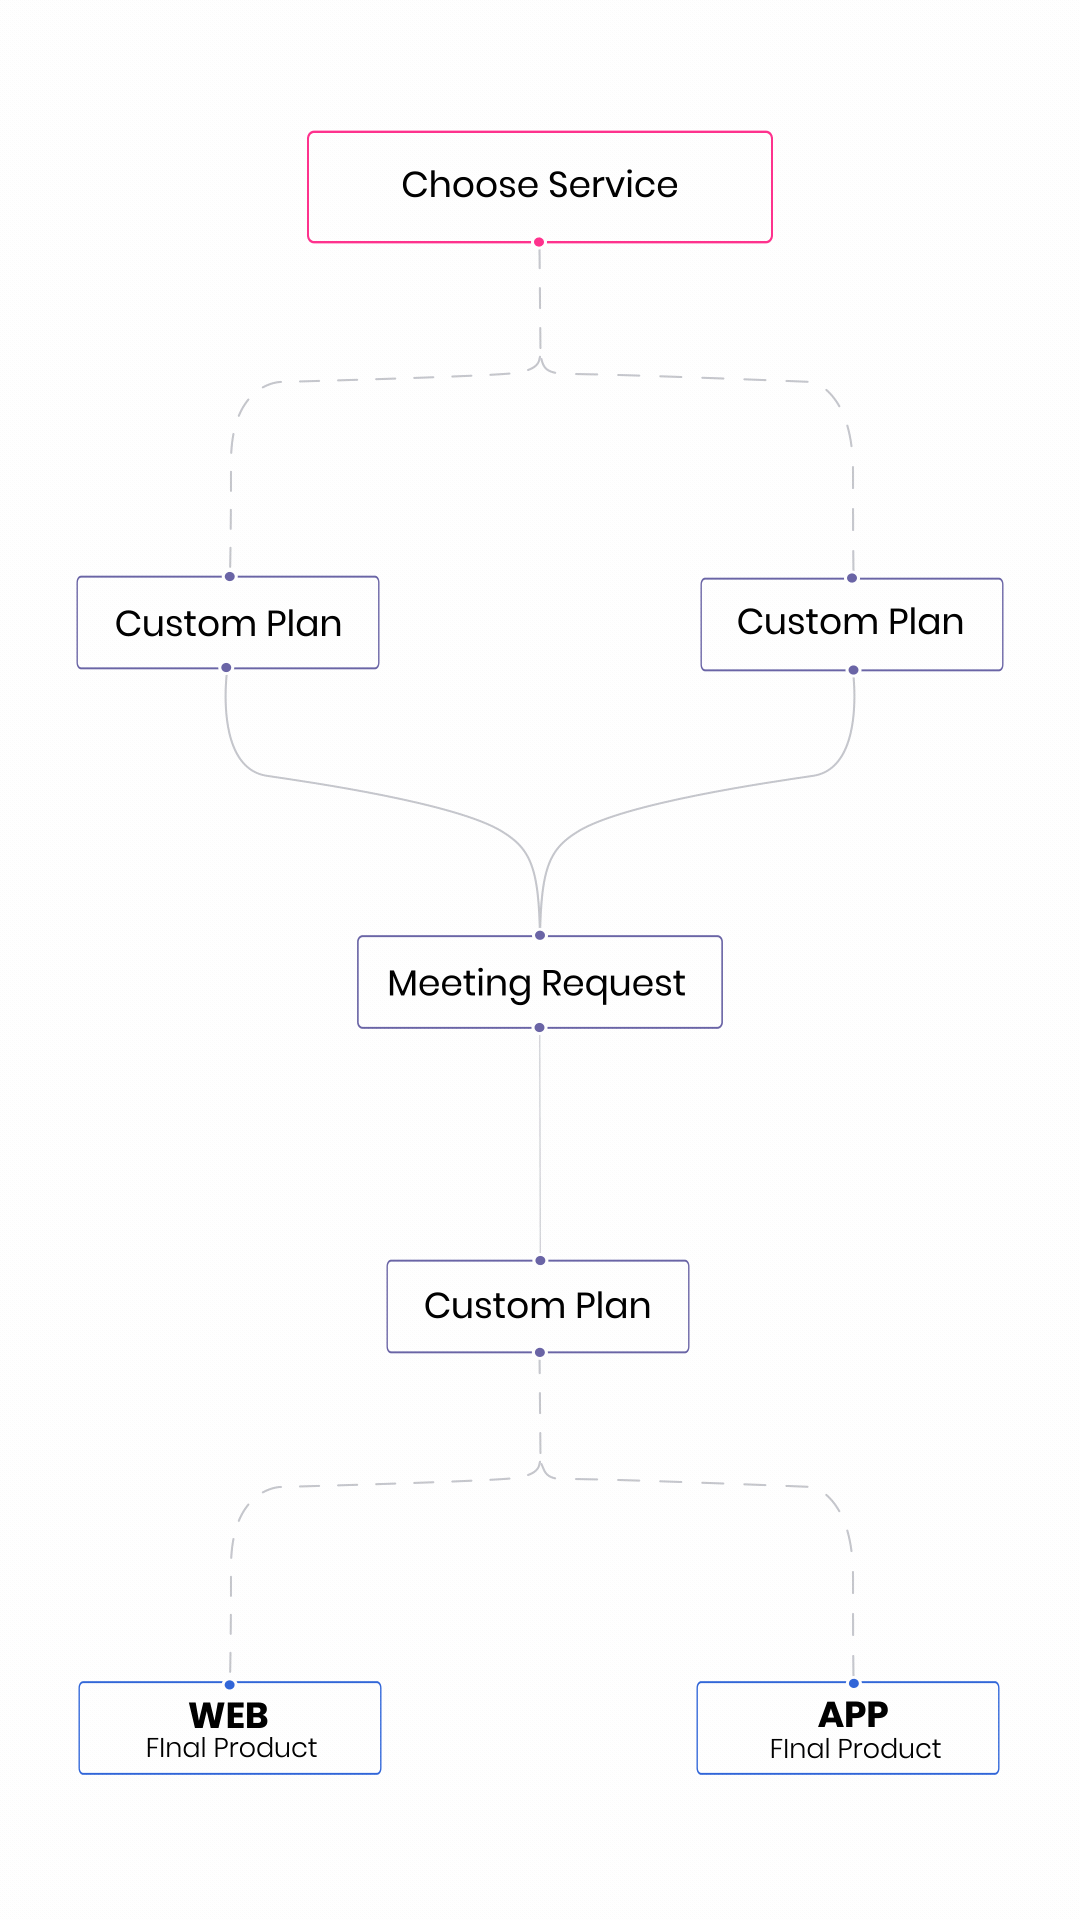 Choose Service
Custom Plan
Custom Plan
Meeting Request
Custom Plan
WEB
FInal Product
APP
FInal Product